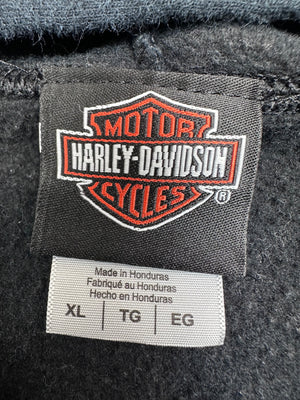 MOTOR
HARLEY-DAVIDSON
CYCLES
®
Made in Honduras
Fabriqué au Honduras
Hecho en Honduras
XL | TG | EG